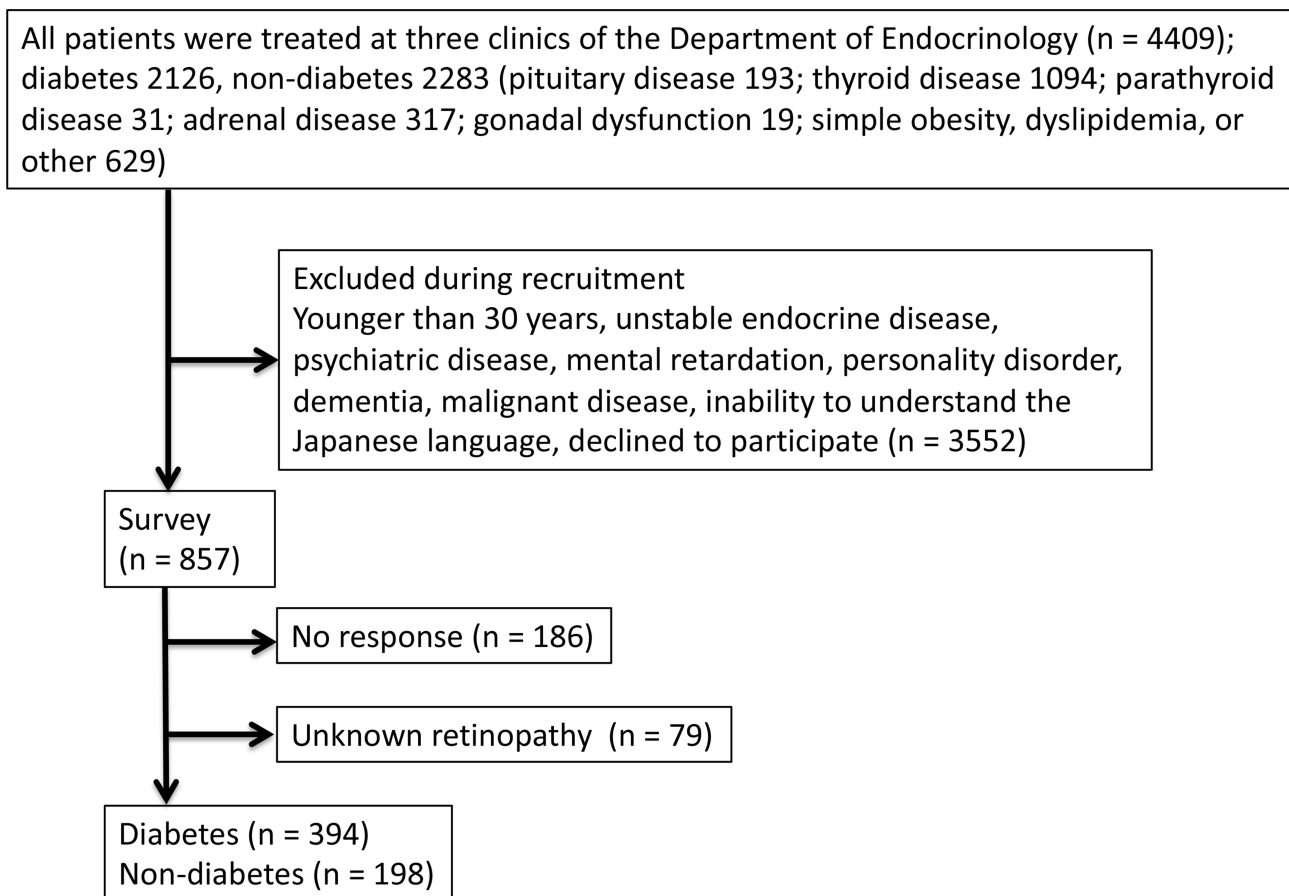 All patients were treated at three clinics of the Department of Endocrinology (n = 4409);
diabetes 2126, non-diabetes 2283 (pituitary disease 193; thyroid disease 1094; parathyroid
disease 31; adrenal disease 317; gonadal dysfunction 19; simple obesity, dyslipidemia, or
other 629)
Excluded during recruitment
Younger than 30 years, unstable endocrine disease,
psychiatric disease, mental retardation, personality disorder,
dementia, malignant disease, inability to understand the
Japanese language, declined to participate (n = 3552)
Survey
(n = 857)
No response (n = 186)
Unknown retinopathy  (n = 79)
Diabetes (n = 394)
Non-diabetes (n = 198)